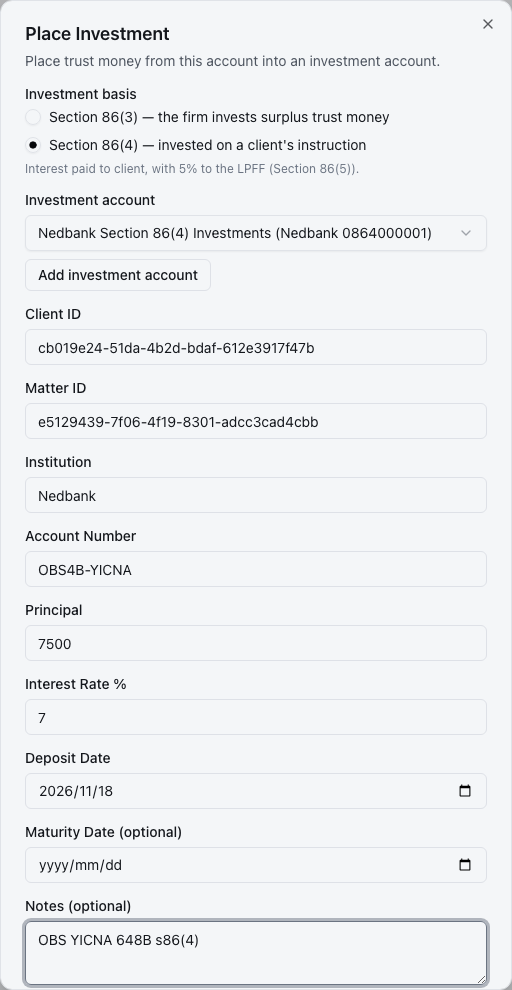 Place Investment
Place trust money from this account into an investment account.
Investment basis
Section 86(3) — the firm invests surplus trust money
Section 86(4) — invested on a client's instruction
Interest paid to client, with 5% to the LPFF (Section 86(5)).
Investment account
Nedbank Section 86(4) Investments (Nedbank 0864000001)
Add investment account
Client ID
cb019e24-51da-4b2d-bdaf-612e3917f47b
Matter ID
e5129439-7f06-4f19-8301-adcc3cad4cbb
Institution
Nedbank
Account Number
OBS4B-YICNA
Principal
7500
Interest Rate %
7
Deposit Date
2026/11/18
Maturity Date (optional)
yyyy/mm/dd
Notes (optional)
OBS YICNA 648B s86(4)